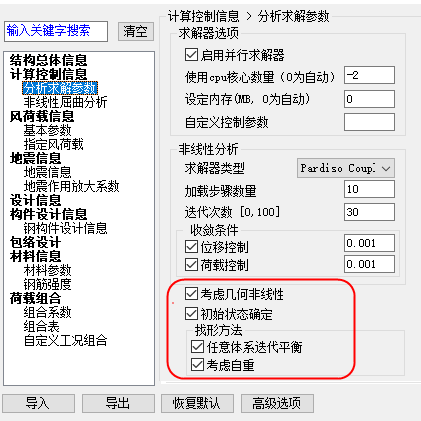 输入关键字搜索
清空
结构总体信息
计算控制信息
分析求解参数
非线性屈曲分析
风荷载信息
基本参数
指定风荷载
地震信息
地震信息
地震作用放大系数
设计信息
构件设计信息
钢构件设计信息
包络设计
材料信息
材料参数
钢筋强度
荷载组合
组合系数
组合表
自定义工况组合
计算控制信息 > 分析求解参数
求解器选项
启用并行求解器
使用cpu核心数量（0为自动） -2
设定内存(MB, 0为自动) 0
自定义控制参数
非线性分析
求解器类型 Pardiso Coupl
加载步骤数量 10
迭代次数 [0,100] 30
收敛条件
位移控制 0.001
荷载控制 0.001
考虑几何非线性
初始状态确定
找形方法
任意体系迭代平衡
考虑自重
导入 导出 恢复默认 高级选项